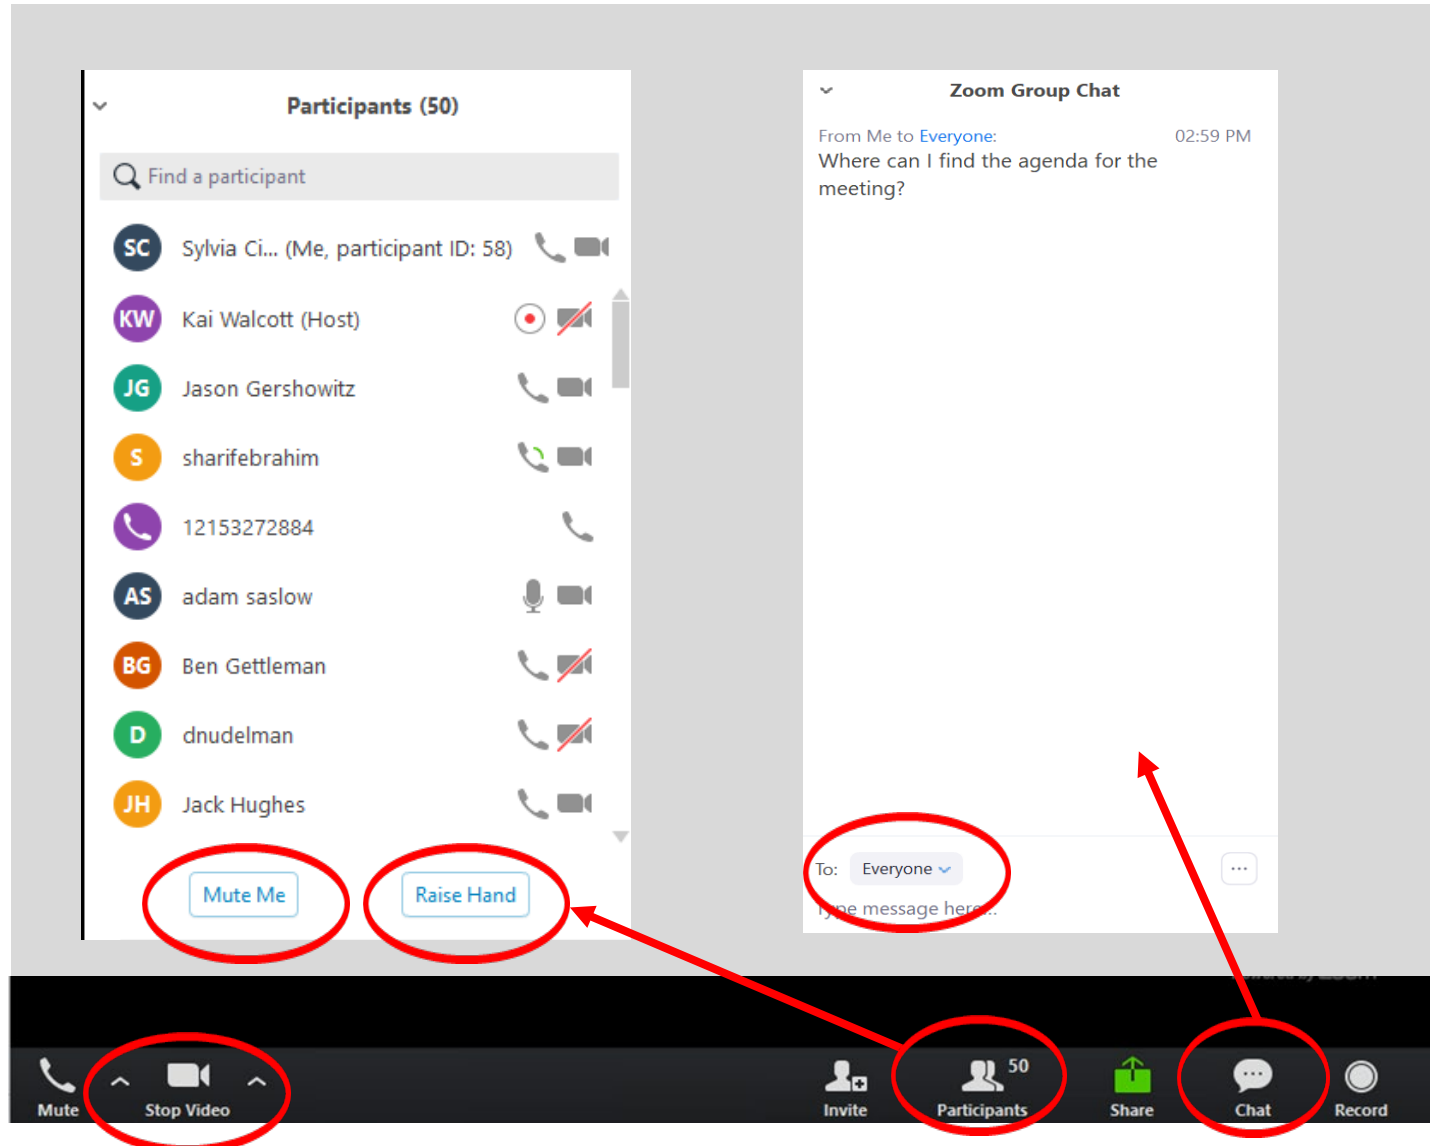 Participants (50)
Find a participant
SC Sylvia Ci... (Me, participant ID: 58)
KW Kai Walcott (Host)
JG Jason Gershowitz
S sharifebrahim
12153272884
AS adam saslow
BG Ben Gettleman
D dnudelman
JH Jack Hughes
Mute Me Raise Hand
Zoom Group Chat
From Me to Everyone: 02:59 PM
Where can I find the agenda for the
meeting?
To: Everyone ...
Type message here...
50
Mute Stop Video Invite Participants Share Chat Record